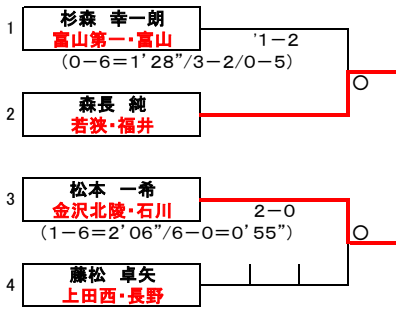 1
杉森 幸一朗
富山第一・富山
'1-2
(0-6=1'28"/3-2/0-5)
○
2
森長 純
若狭・福井
3
松本 一希
金沢北陵・石川
2-0
(1-6=2'06"/6-0=0'55")
○
4
藤松 卓矢
上田西・長野